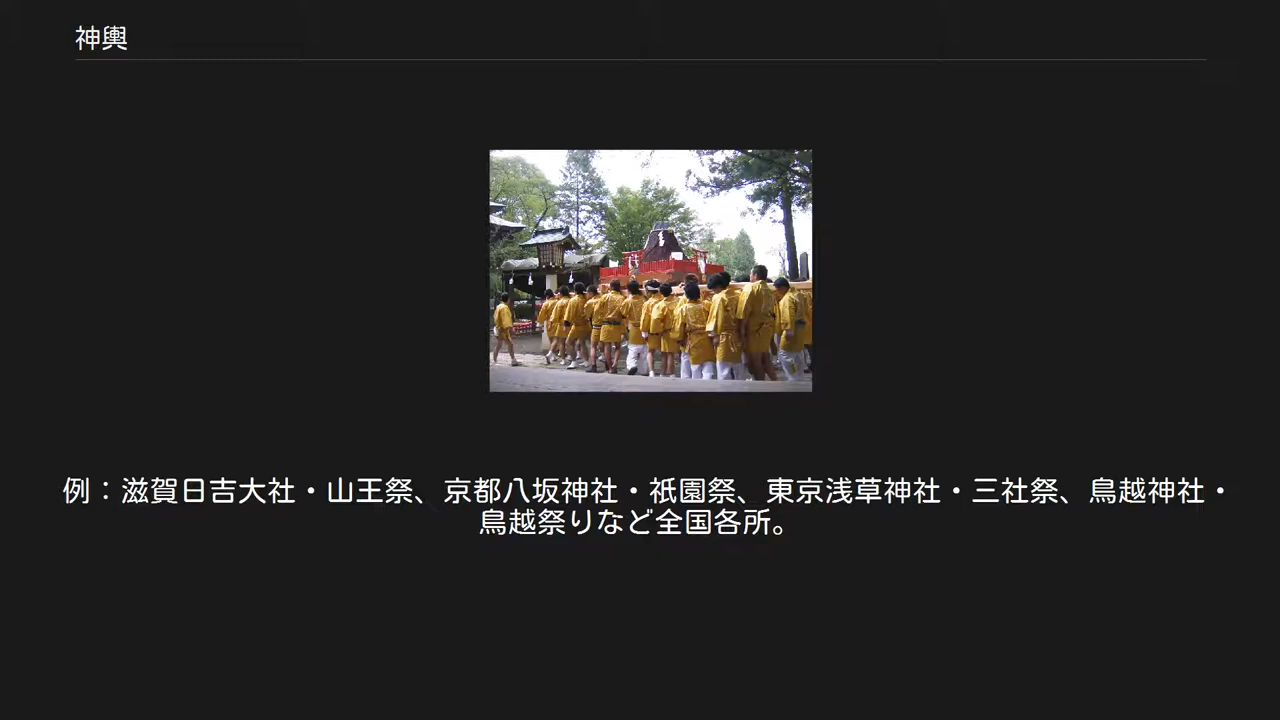 神輿
例：滋賀日吉大社・山王祭、京都八坂神社・祇園祭、東京浅草神社・三社祭、鳥越神社・
鳥越祭りなど全国各所。